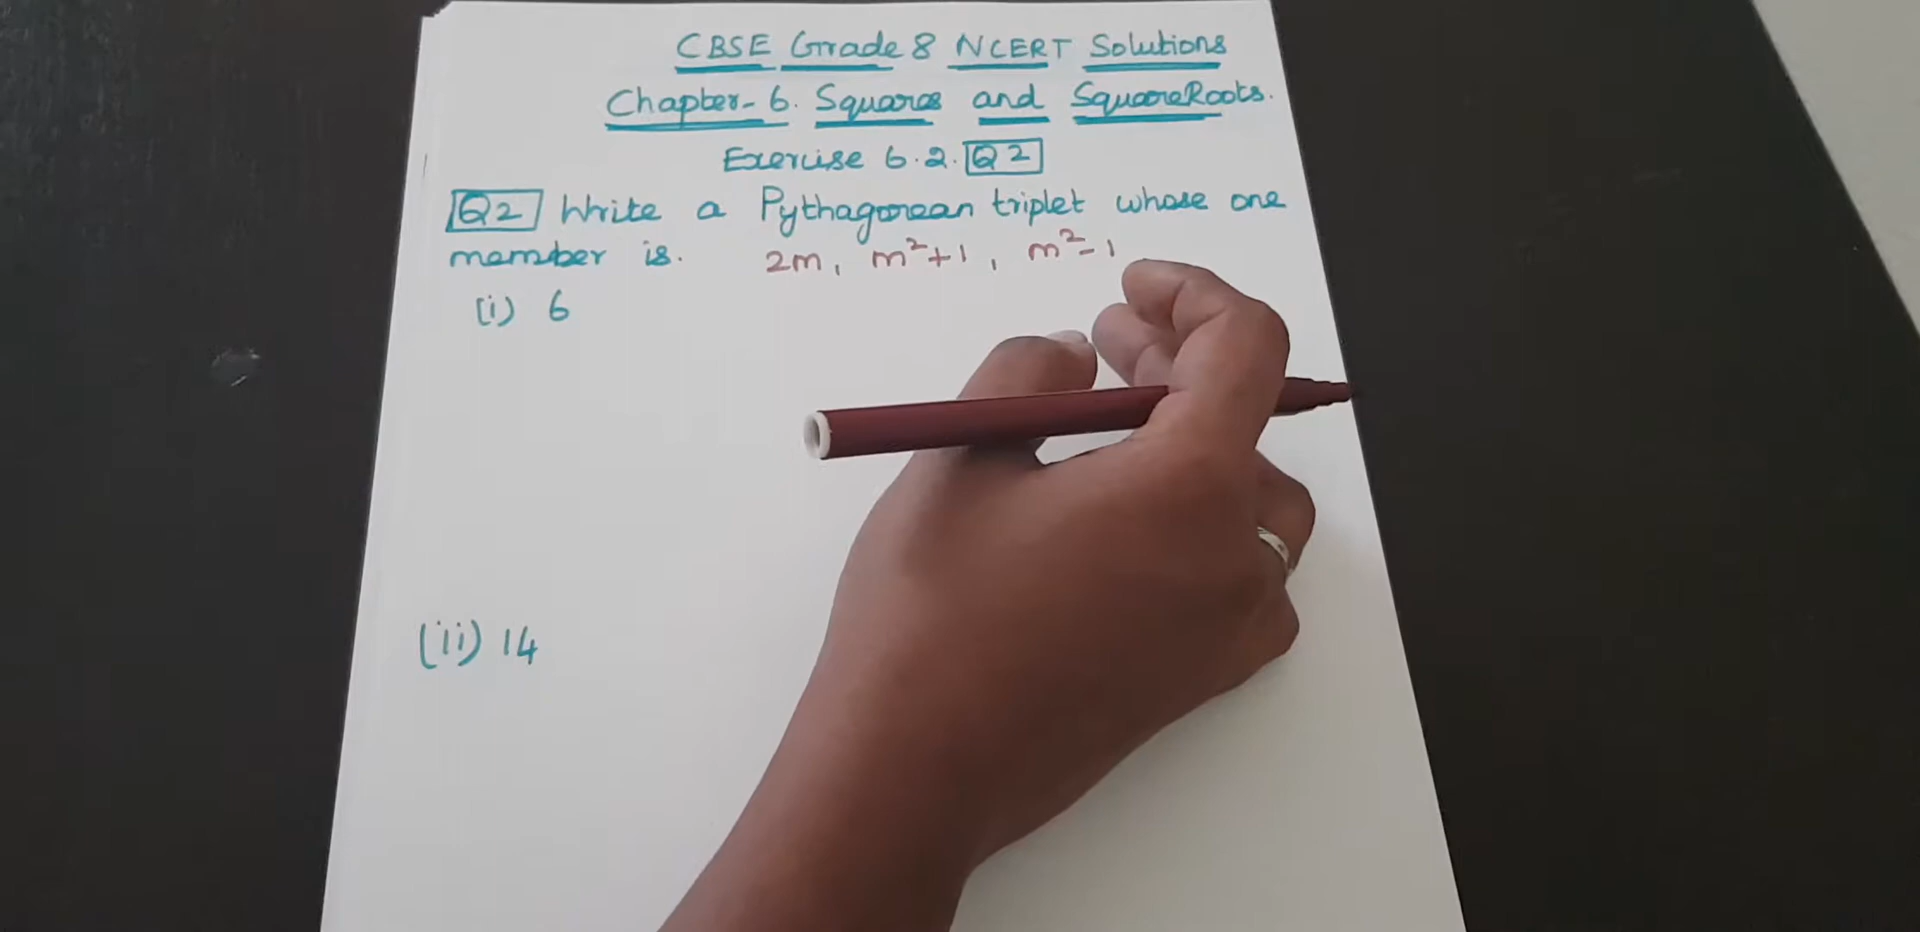 CBSE Grade 8 NCERT Solutions
Chapter-6. Squares and SquareRoots.
Exercise 6.2. Q2
Q2 Write a Pythagorean triplet whose one
member is. 2m, m²+1, m²-1
(i) 6
(ii) 14